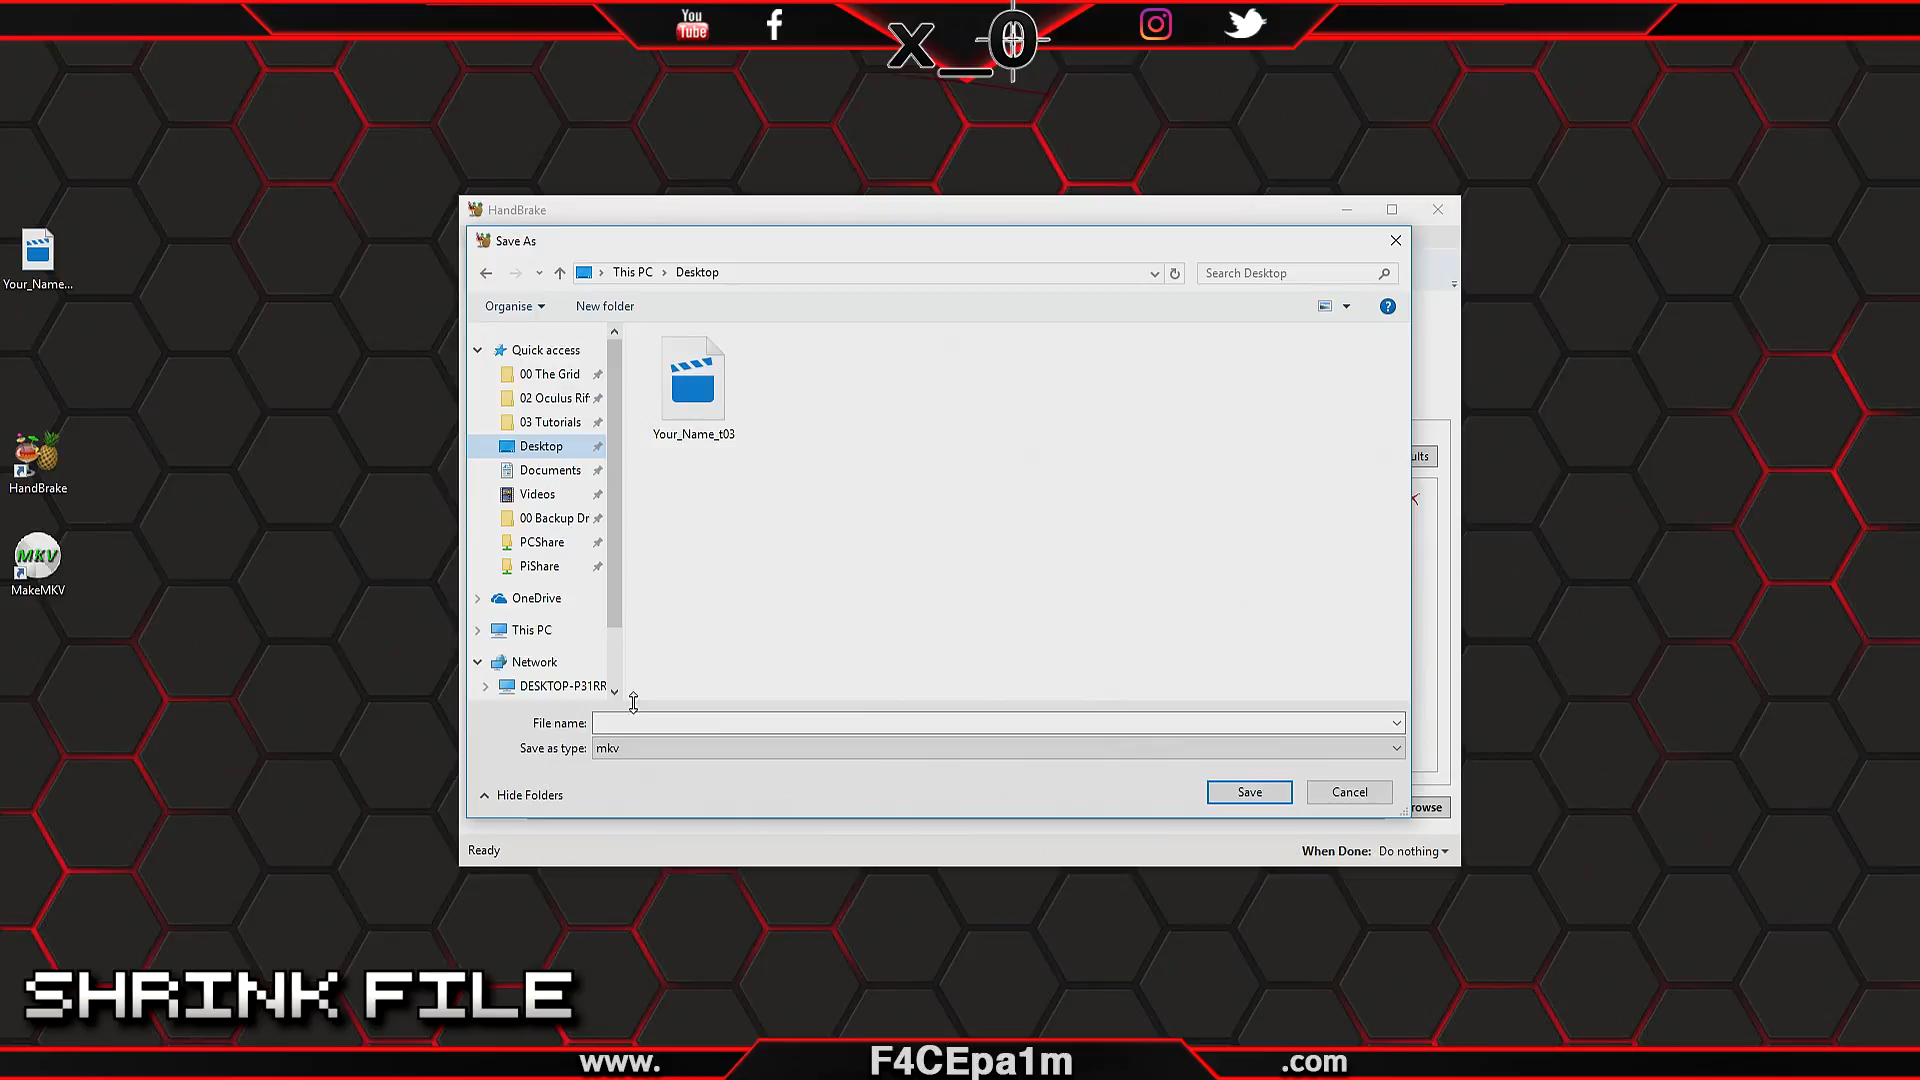 You
Tube
f
X_0
Your_Name...
HandBrake
MKV
MakeMKV
HandBrake
Save As
This PC
Desktop
Search Desktop
Organise
New folder
?
Quick access
00 The Grid
02 Oculus Rif
03 Tutorials
Desktop
Documents
Videos
00 Backup Dr
PCShare
PiShare
OneDrive
This PC
Network
DESKTOP-P31RR
Your_Name_t03
ults
File name:
Save as type: mkv
Hide Folders
Save
Cancel
rowse
Ready
When Done: Do nothing
SHRINK FILE
www. F4CEpa1m .com